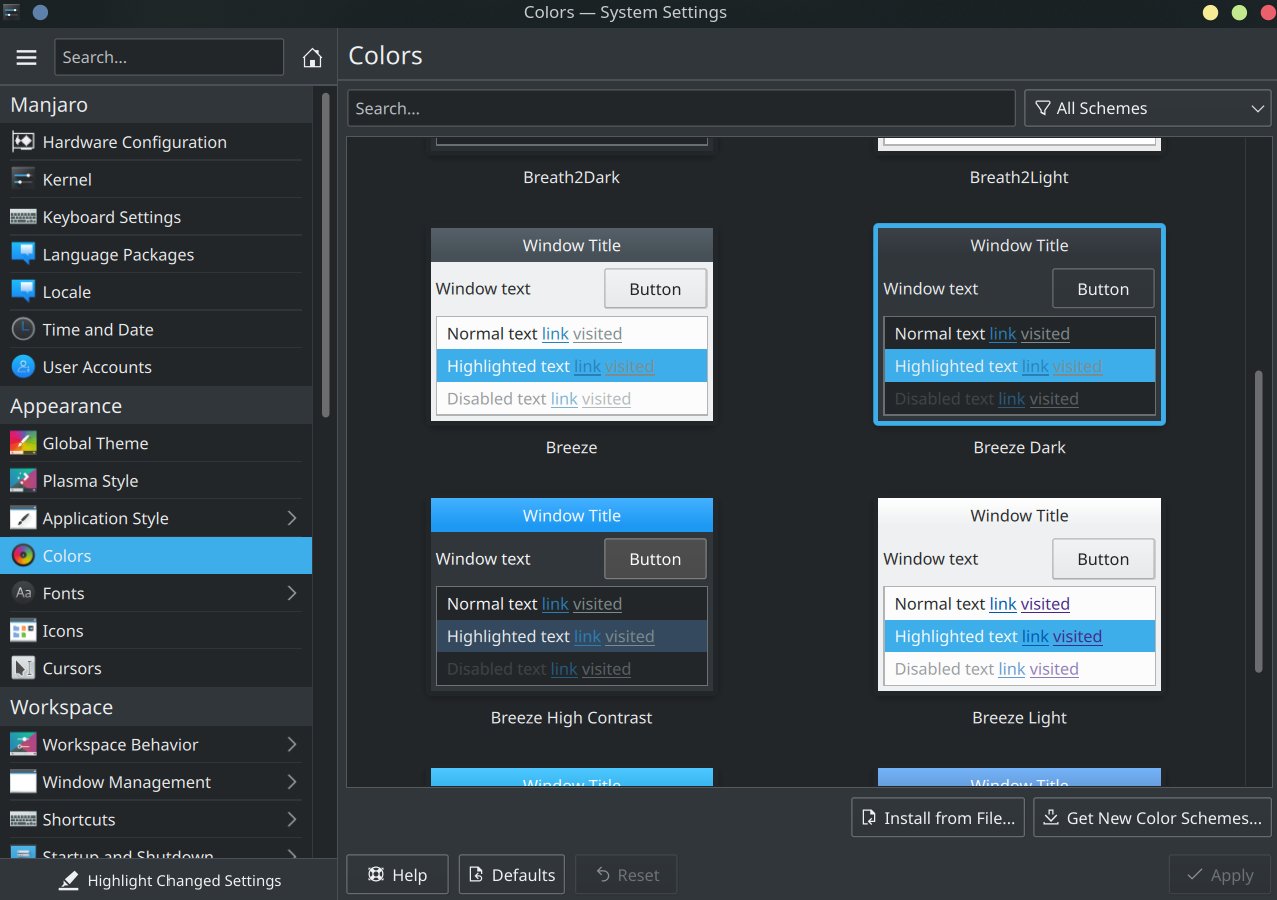 Colors — System Settings
Search...
Colors
Search...
All Schemes
Manjaro
Hardware Configuration
Kernel
Keyboard Settings
Language Packages
Locale
Time and Date
User Accounts
Appearance
Global Theme
Plasma Style
Application Style
Colors
Aa Fonts
Icons
Cursors
Workspace
Workspace Behavior
Window Management
Shortcuts
Startup and Shutdown
Highlight Changed Settings
Breath2Dark
Breath2Light
Window Title
Window text
Button
Normal text link visited
Highlighted text link visited
Disabled text link visited
Breeze
Window Title
Window text
Button
Normal text link visited
Highlighted text link visited
Disabled text link visited
Breeze Dark
Window Title
Window text
Button
Normal text link visited
Highlighted text link visited
Disabled text link visited
Breeze High Contrast
Window Title
Window text
Button
Normal text link visited
Highlighted text link visited
Disabled text link visited
Breeze Light
Window Title
Window Title
Install from File...
Get New Color Schemes...
Help
Defaults
Reset
Apply